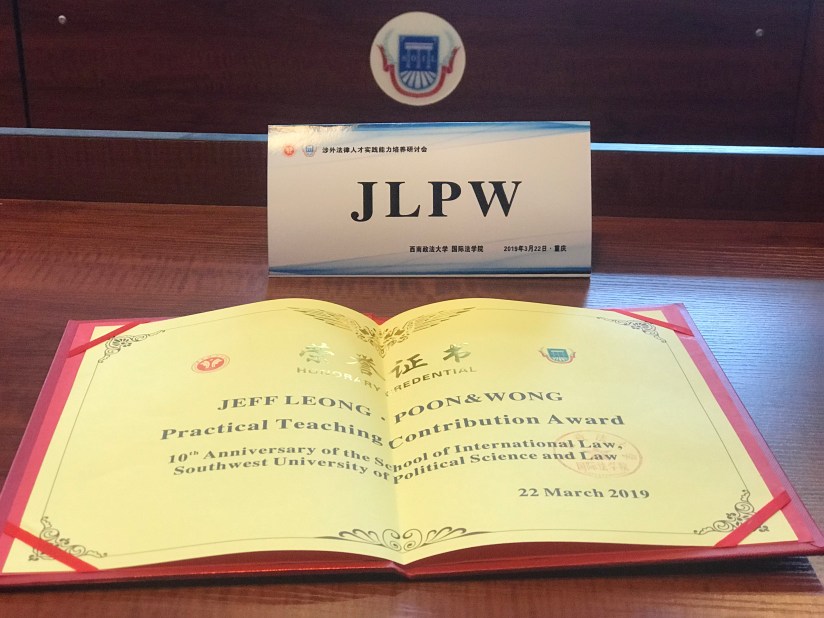 涉外法律人才实践能力培养研讨会
JLPW
西南政法大学 国际法学院 2019年3月22日·重庆
荣誉证书
HONORARY CREDENTIAL
JEFF LEONG · POON&WONG
Practical Teaching Contribution Award
10th Anniversary of the School of International Law,
Southwest University of Political Science and Law
22 March 2019